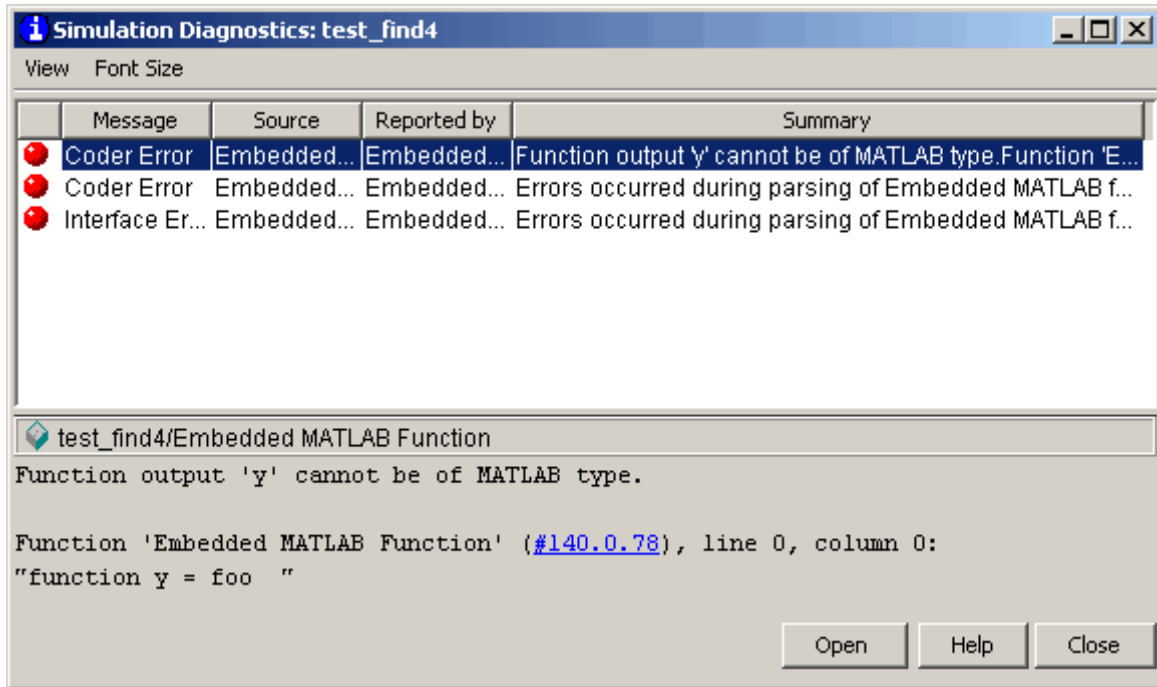 Simulation Diagnostics: test_find4
View Font Size
Message Source Reported by Summary
Coder Error Embedded... Embedded... Function output 'y' cannot be of MATLAB type.Function 'E...
Coder Error Embedded... Embedded... Errors occurred during parsing of Embedded MATLAB f...
Interface Er... Embedded... Embedded... Errors occurred during parsing of Embedded MATLAB f...
test_find4/Embedded MATLAB Function
Function output 'y' cannot be of MATLAB type.
Function 'Embedded MATLAB Function' (#140.0.78), line 0, column 0:
"function y = foo "
Open Help Close